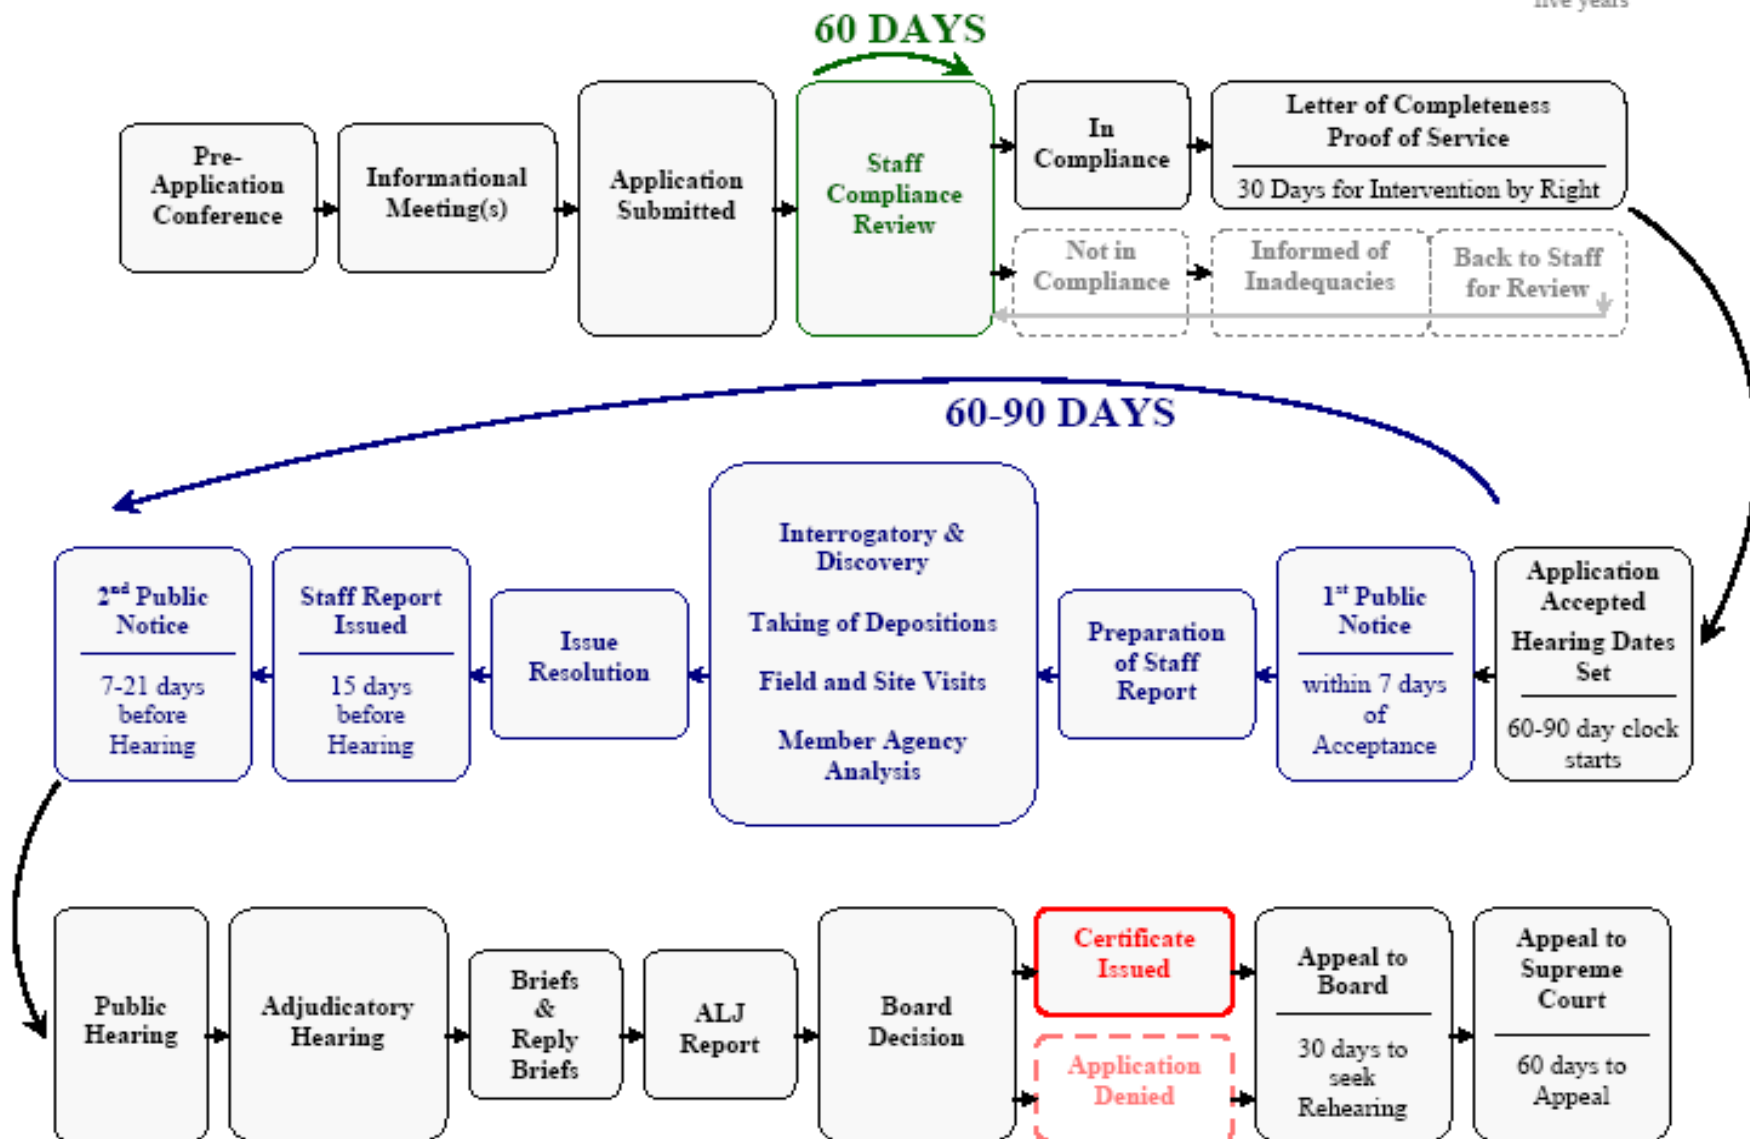 five years
60 DAYS
Pre-
Application
Conference
Informational
Meeting(s)
Application
Submitted
Staff
Compliance
Review
In
Compliance
Letter of Completeness
Proof of Service
30 Days for Intervention by Right
Not in
Compliance
Informed of
Inadequacies
Back to Staff
for Review
60-90 DAYS
Application
Accepted
Hearing Dates
Set
60-90 day clock
starts
1st Public
Notice
within 7 days
of
Acceptance
Preparation
of Staff
Report
Interrogatory &
Discovery
Taking of Depositions
Field and Site Visits
Member Agency
Analysis
Issue
Resolution
Staff Report
Issued
15 days
before
Hearing
2nd Public
Notice
7-21 days
before
Hearing
Public
Hearing
Adjudicatory
Hearing
Briefs
&
Reply
Briefs
ALJ
Report
Board
Decision
Certificate
Issued
Application
Denied
Appeal to
Board
30 days to
seek
Rehearing
Appeal to
Supreme
Court
60 days to
Appeal